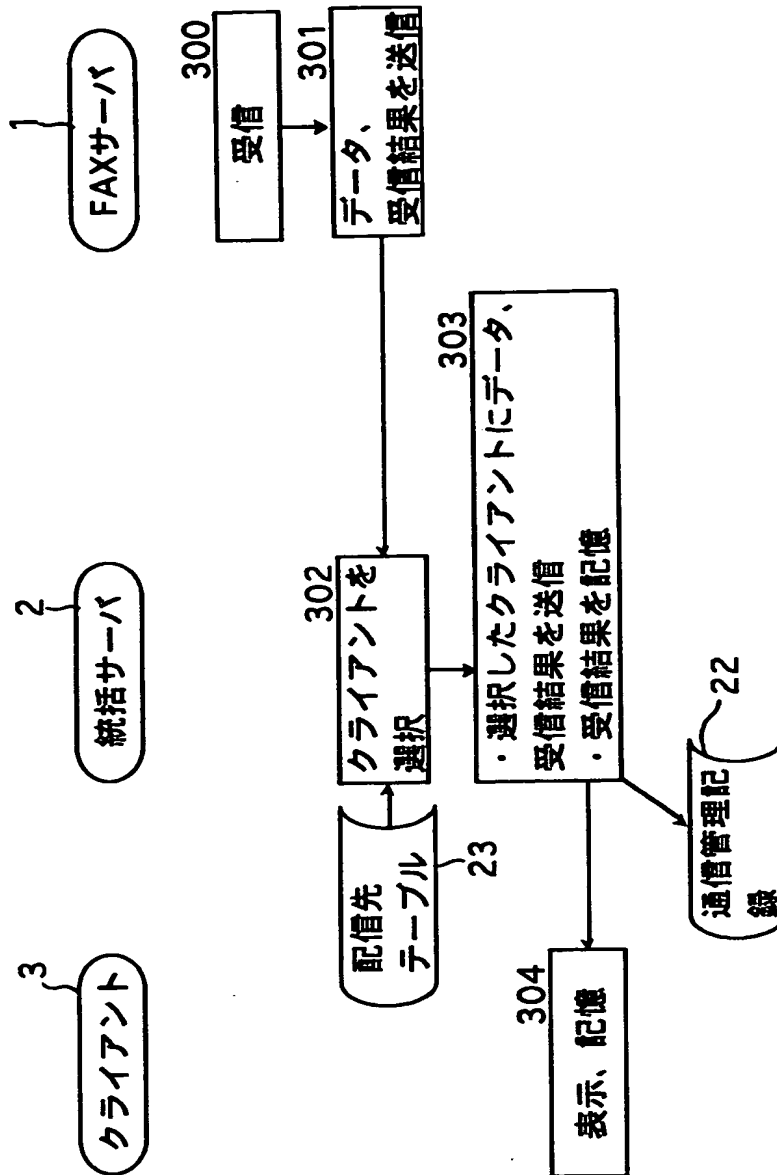 3
クライアント
2
統括サーバ
1
FAXサーバ
300
受信
301
データ、
受信結果を送信
302
クライアントを
選択
配信先
テーブル
23
303
・選択したクライアントにデータ、
受信結果を送信
・受信結果を記憶
304
表示、記憶
22
通信管理記
録